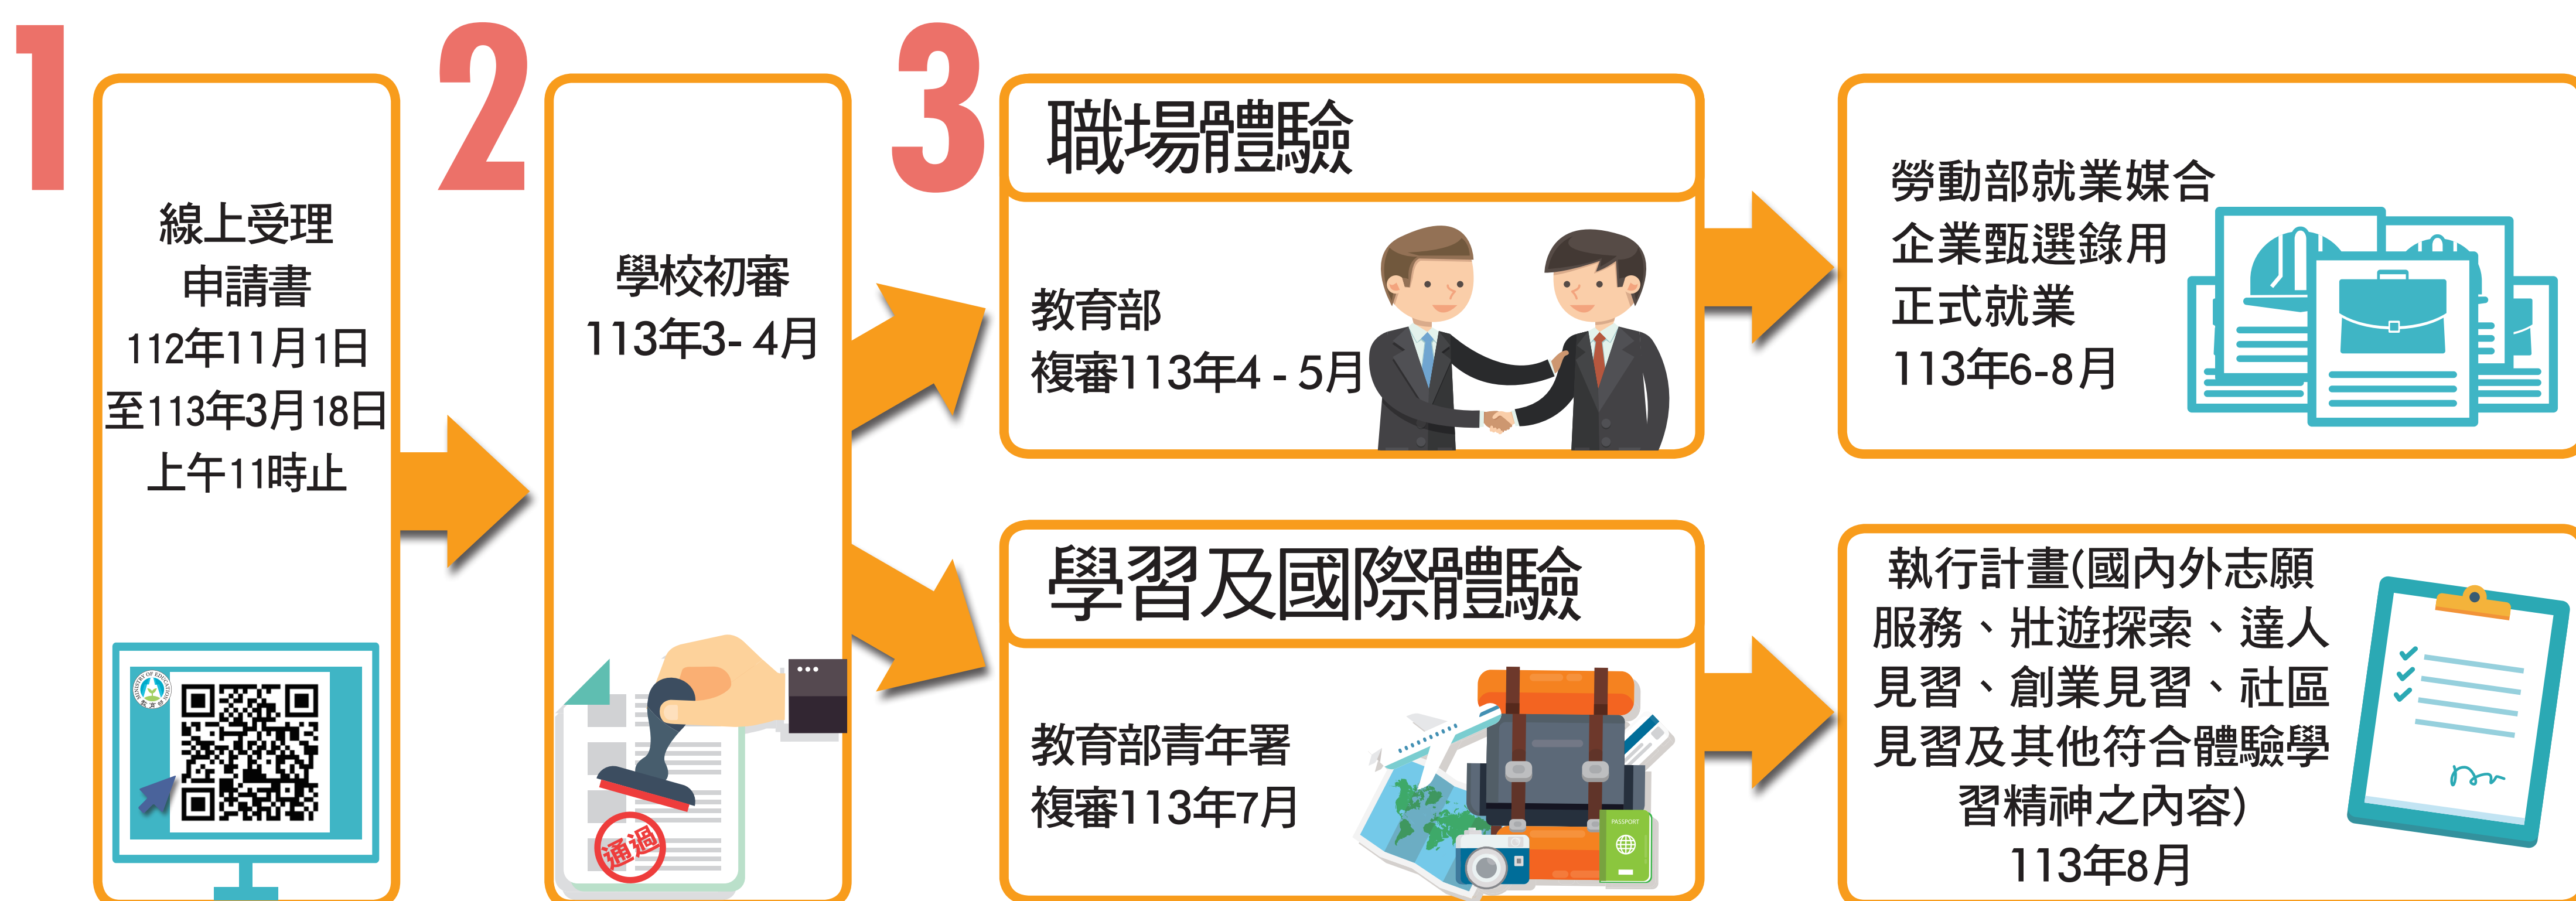 1
線上受理
申請書
112年11月1日
至113年3月18日
上午11時止
MINISTRY OF EDUCATION
教育部
2
學校初審
113年3- 4月
通過
3
職場體驗
教育部
複審113年4 - 5月
勞動部就業媒合
企業甄選錄用
正式就業
113年6-8月
學習及國際體驗
教育部青年署
複審113年7月
PASSPORT
執行計畫(國內外志願
服務、壯遊探索、達人
見習、創業見習、社區
見習及其他符合體驗學
習精神之內容)
113年8月